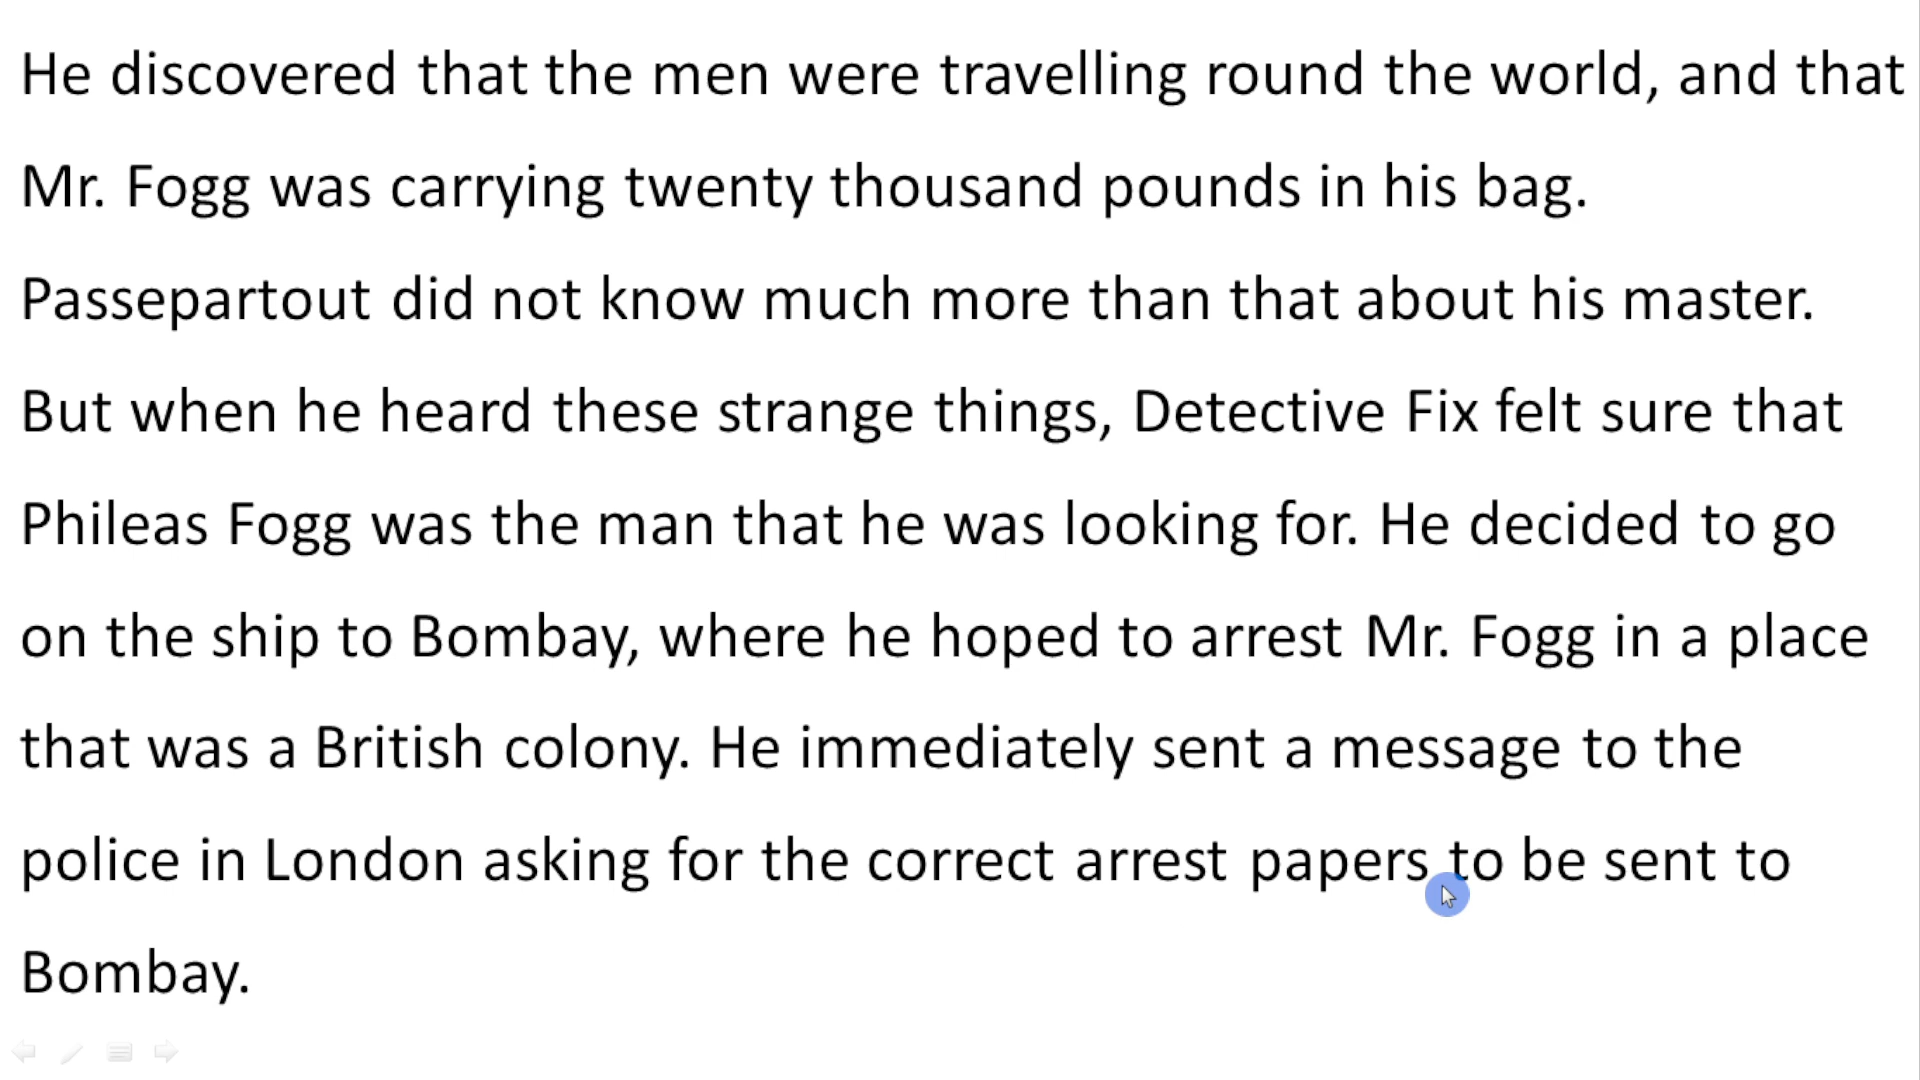 He discovered that the men were travelling round the world, and that
Mr. Fogg was carrying twenty thousand pounds in his bag.
Passepartout did not know much more than that about his master.
But when he heard these strange things, Detective Fix felt sure that
Phileas Fogg was the man that he was looking for. He decided to go
on the ship to Bombay, where he hoped to arrest Mr. Fogg in a place
that was a British colony. He immediately sent a message to the
police in London asking for the correct arrest papers to be sent to
Bombay.